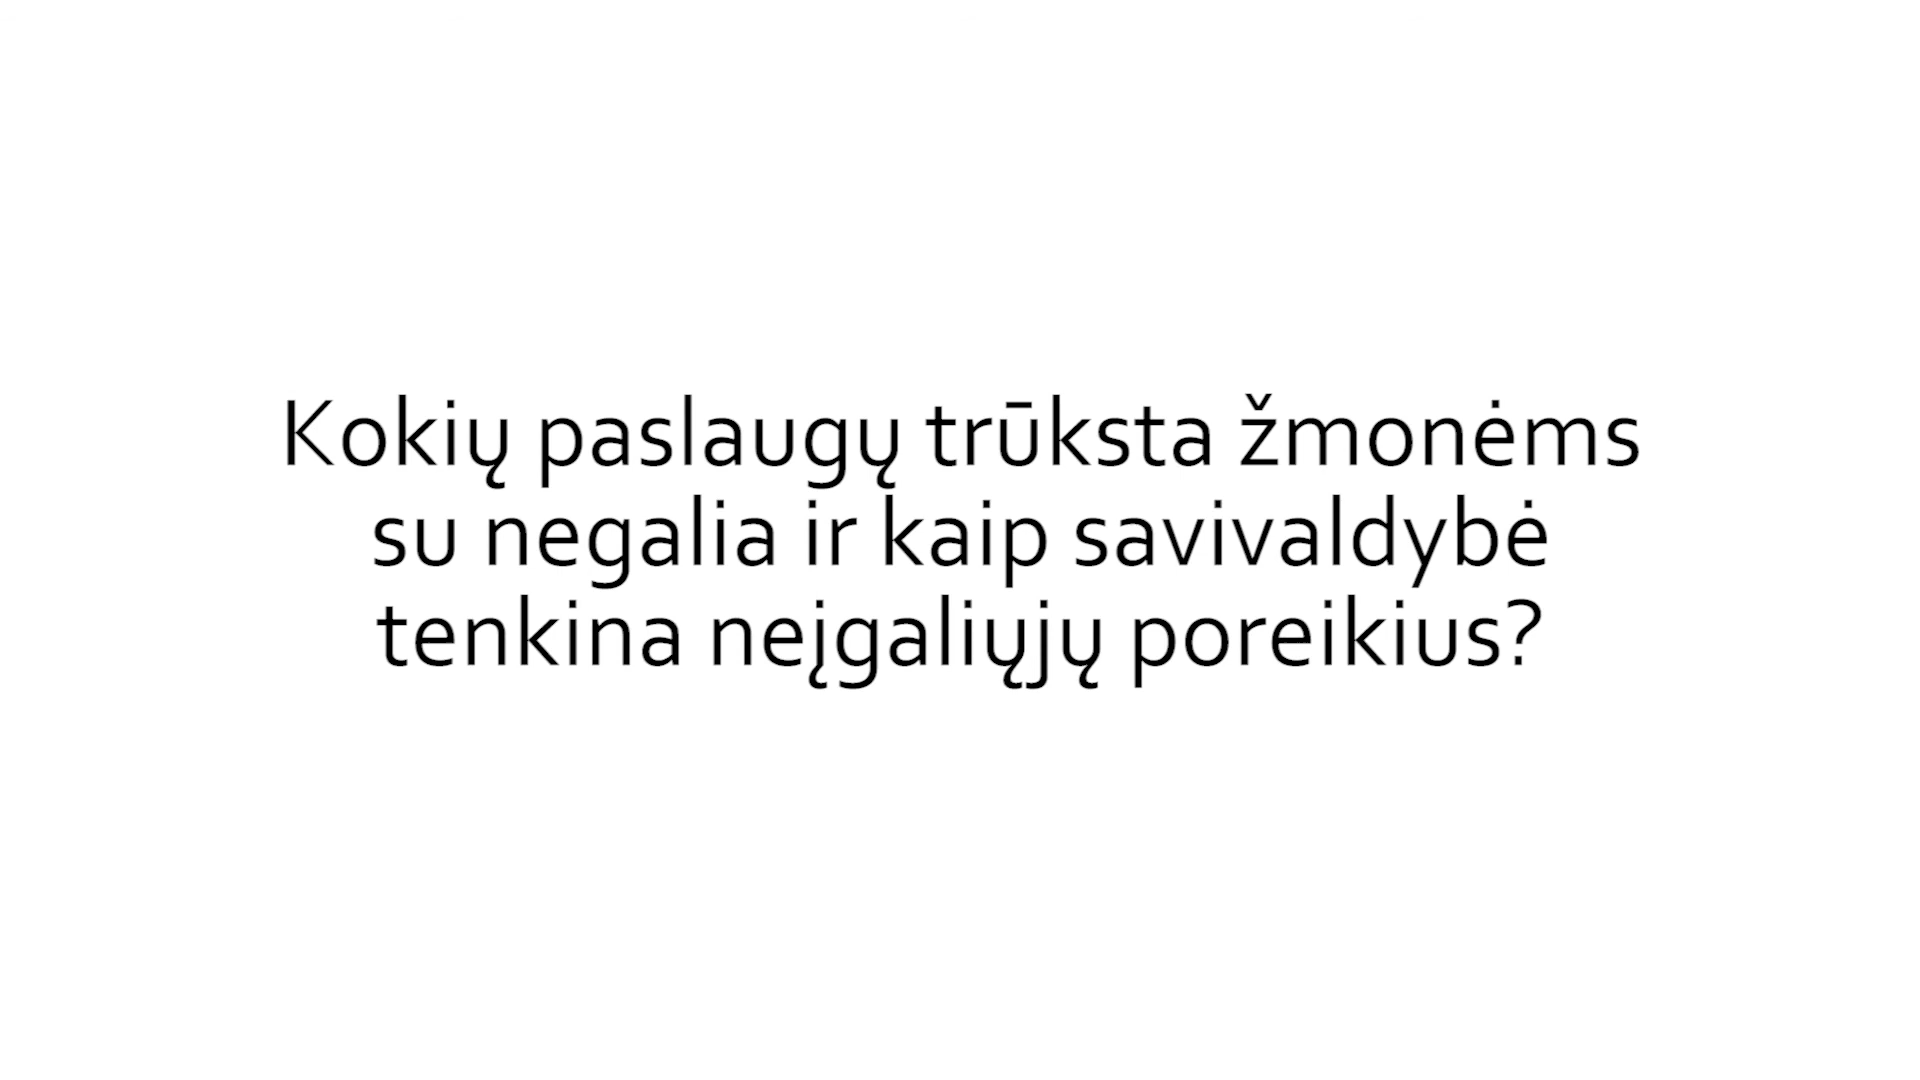 Kokių paslaugų trūksta žmonėms
su negalia ir kaip savivaldybė
tenkina neįgaliųjų poreikius?